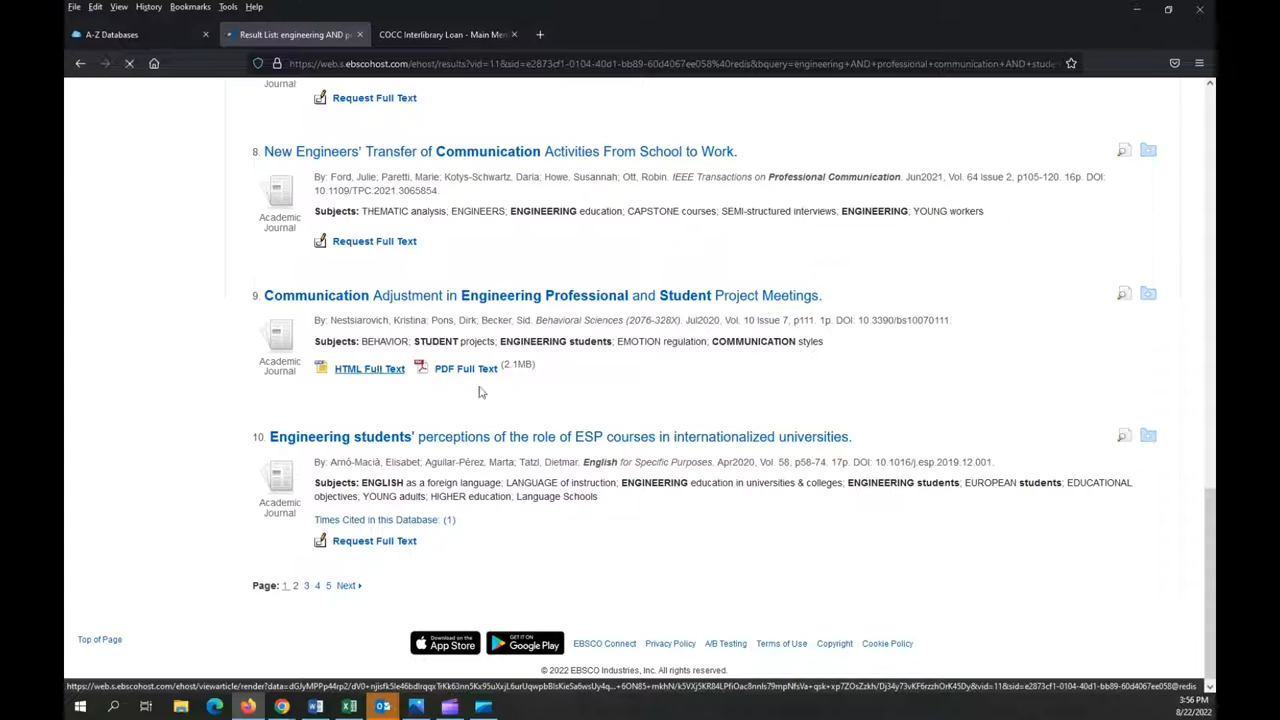 File Edit View History Bookmarks Tools Help
A-Z Databases
Result List: engineering AND p
COCC Interlibrary Loan - Main Me
Journal
Request Full Text
8. New Engineers' Transfer of Communication Activities From School to Work.
By: Ford, Julie; Paretti, Marie; Kotys-Schwartz, Daria; Howe, Susannah; Ott, Robin. IEEE Transactions on Professional Communication. Jun2021, Vol. 64 Issue 2, p105-120. 16p. DOI:
10.1109/TPC.2021.3065854.
Academic
Journal
Subjects: THEMATIC analysis; ENGINEERS; ENGINEERING education; CAPSTONE courses; SEMI-structured interviews; ENGINEERING; YOUNG workers
Request Full Text
9. Communication Adjustment in Engineering Professional and Student Project Meetings.
By: Nestsiarovich, Kristina; Pons, Dirk; Becker, Sid. Behavioral Sciences (2076-328X). Jul2020, Vol. 10 Issue 7, p111. 1p. DOI: 10.3390/bs10070111.
Subjects: BEHAVIOR; STUDENT projects; ENGINEERING students; EMOTION regulation; COMMUNICATION styles
Academic
Journal
HTML Full Text PDF Full Text (2.1MB)
10. Engineering students' perceptions of the role of ESP courses in internationalized universities.
By: Arnó-Macià, Elisabet; Aguilar-Pérez, Marta; Tatzl, Dietmar. English for Specific Purposes. Apr2020, Vol. 58, p58-74. 17p. DOI: 10.1016/j.esp.2019.12.001.
Subjects: ENGLISH as a foreign language; LANGUAGE of instruction; ENGINEERING education in universities & colleges; ENGINEERING students; EUROPEAN students; EDUCATIONAL
objectives; YOUNG adults; HIGHER education; Language Schools
Academic
Journal
Times Cited in this Database: (1)
Request Full Text
Page: 1 2 3 4 5 Next
Top of Page
Download on the App Store
GET IT ON Google Play
EBSCO Connect Privacy Policy A/B Testing Terms of Use Copyright Cookie Policy
© 2022 EBSCO Industries, Inc. All rights reserved.
3:56 PM
8/22/2022